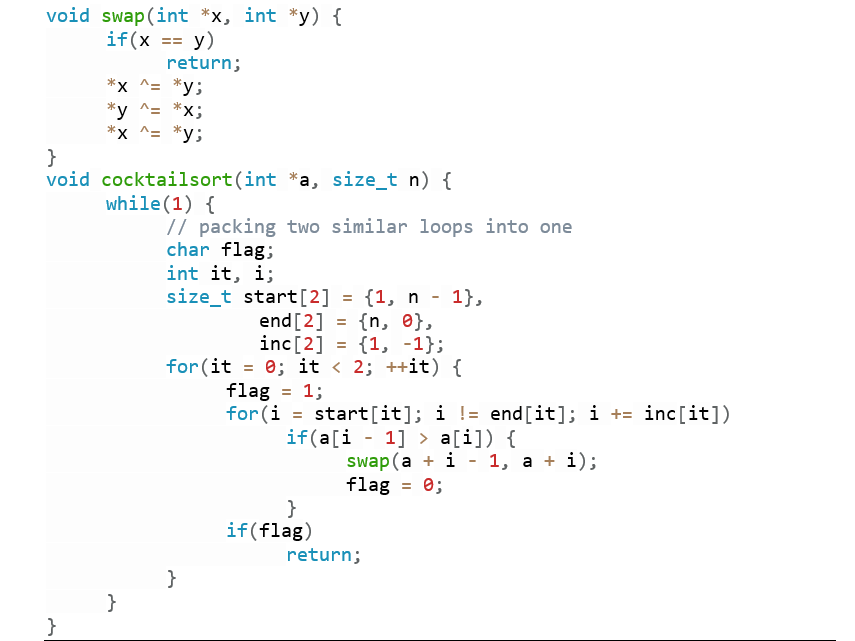 void swap(int *x, int *y) {
if(x == y)
return;
*x ^= *y;
*y ^= *x;
*x ^= *y;
}
void cocktailsort(int *a, size_t n) {
while(1) {
// packing two similar loops into one
char flag;
int it, i;
size_t start[2] = {1, n - 1},
end[2] = {n, 0},
inc[2] = {1, -1};
for(it = 0; it < 2; ++it) {
flag = 1;
for(i = start[it]; i != end[it]; i += inc[it])
if(a[i - 1] > a[i]) {
swap(a + i - 1, a + i);
flag = 0;
}
if(flag)
return;
}
}
}